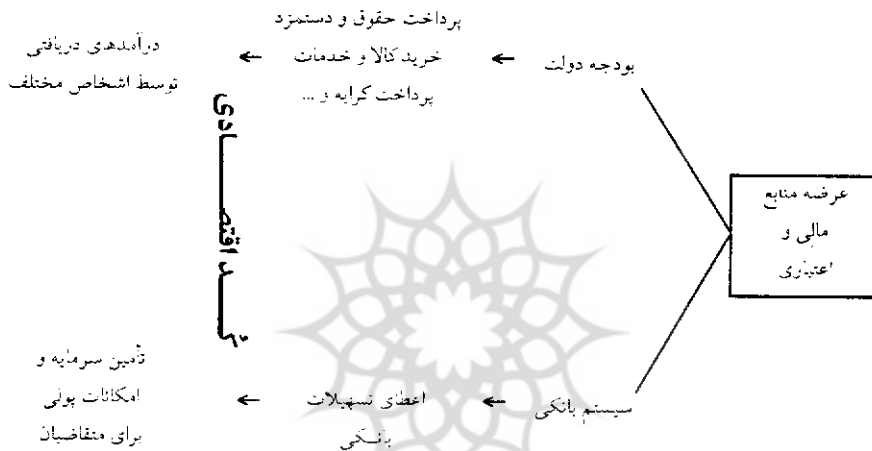 عرضه منابع
مالی و
اعتباری
بودجه دولت
←
پرداخت حقوق و دستمزد
خرید کالا و خدمات
پرداخت کرایه و ...
←
درآمدهای دریافتی
توسط اشخاص مختلف
سیستم بانکی
←
اعطای تسهیلات
بانکی
←
تأمین سرمایه و
امکانات پولی
برای متقاضیان
اقتصادی